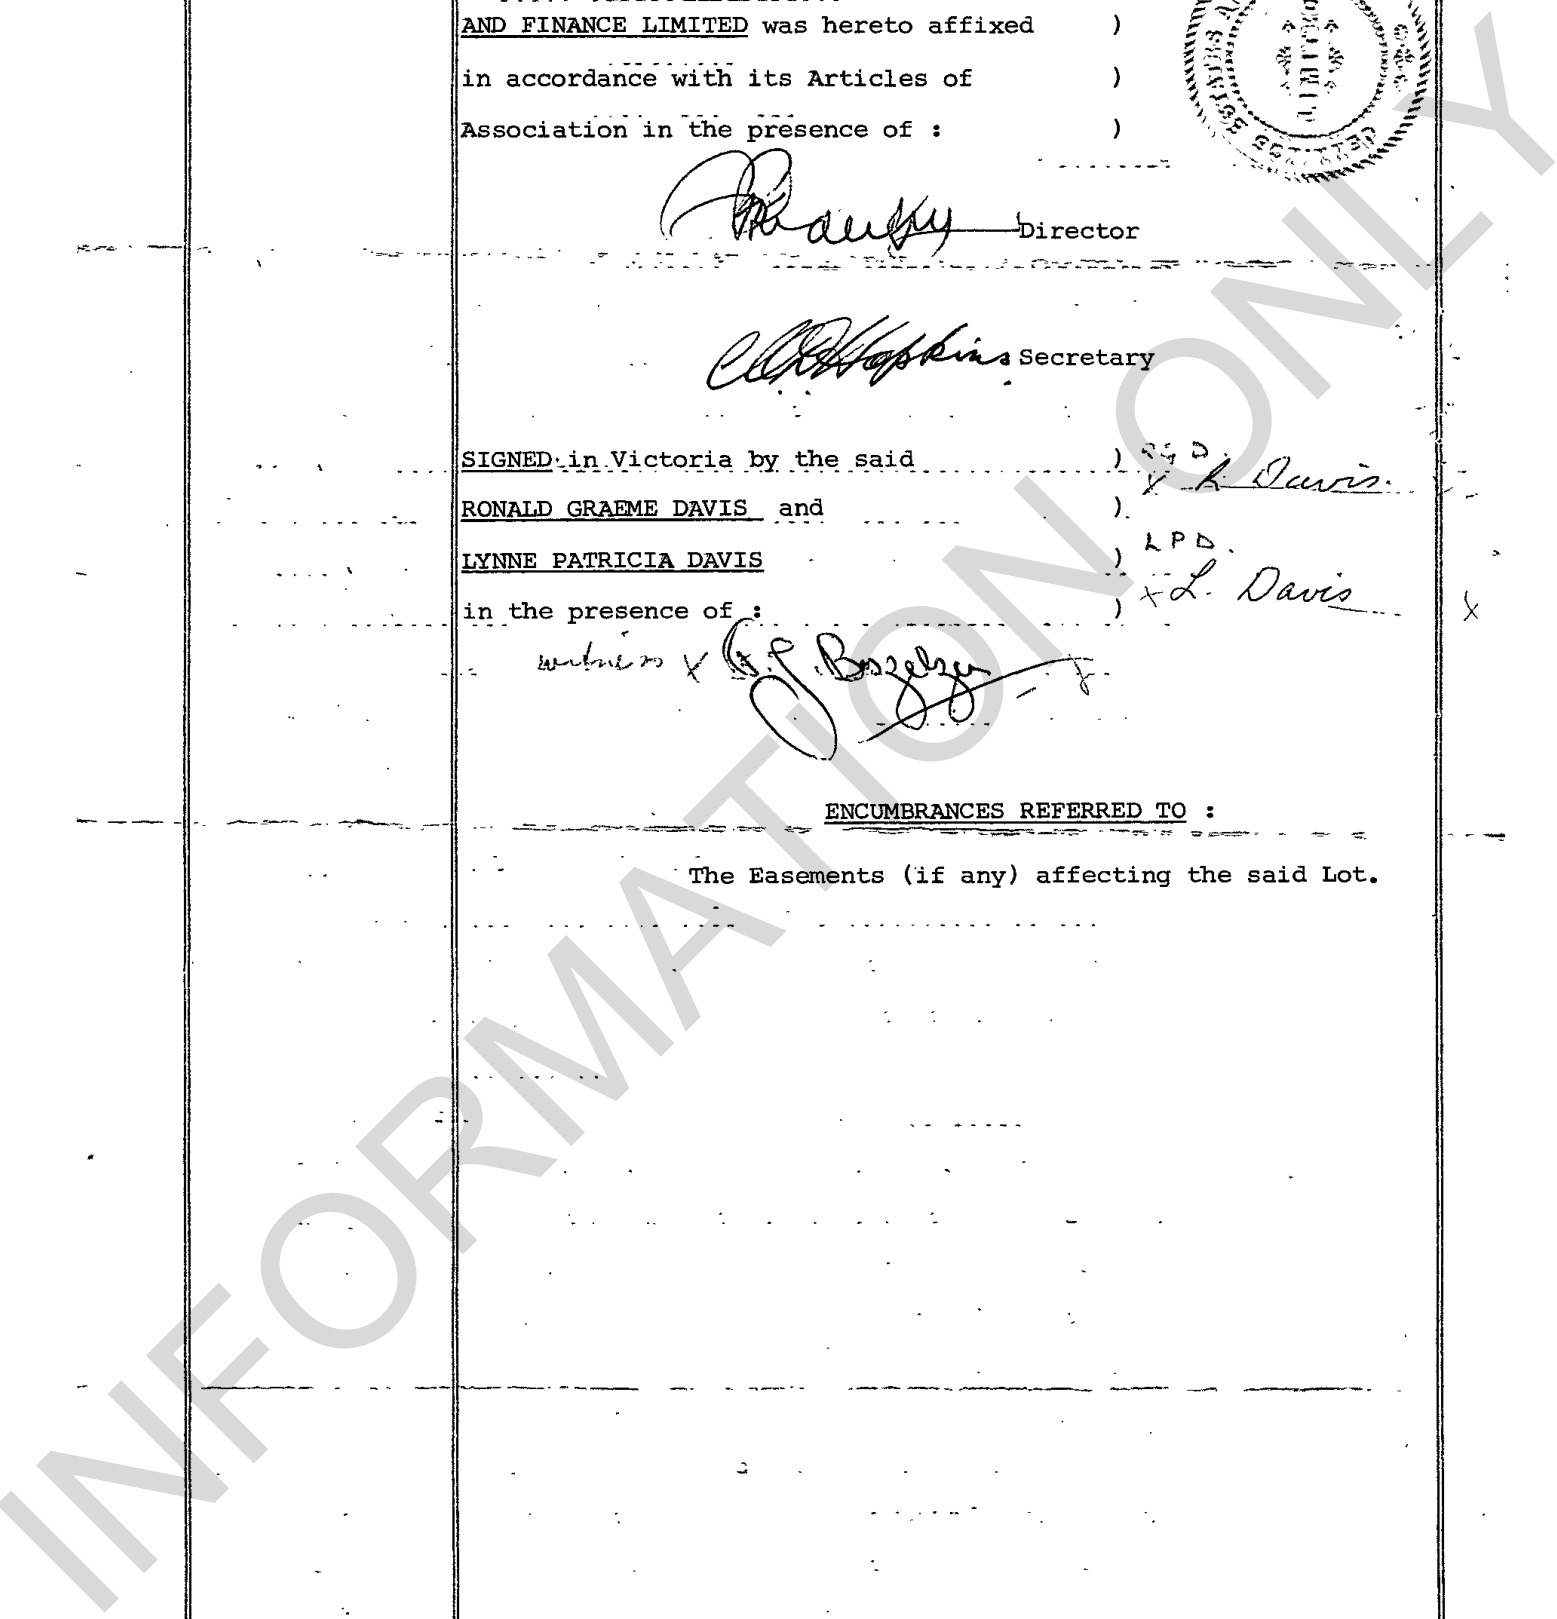 AND FINANCE LIMITED was hereto affixed )
in accordance with its Articles of )
Association in the presence of : )
Director
Hopkins Secretary
SIGNED in Victoria by the said ) R G D.
x R Davis.
RONALD GRAEME DAVIS and )
LYNNE PATRICIA DAVIS ) L P D.
x L. Davis x
in the presence of : )
witness x
ENCUMBRANCES REFERRED TO :
The Easements (if any) affecting the said Lot.
INFORMATION ONLY